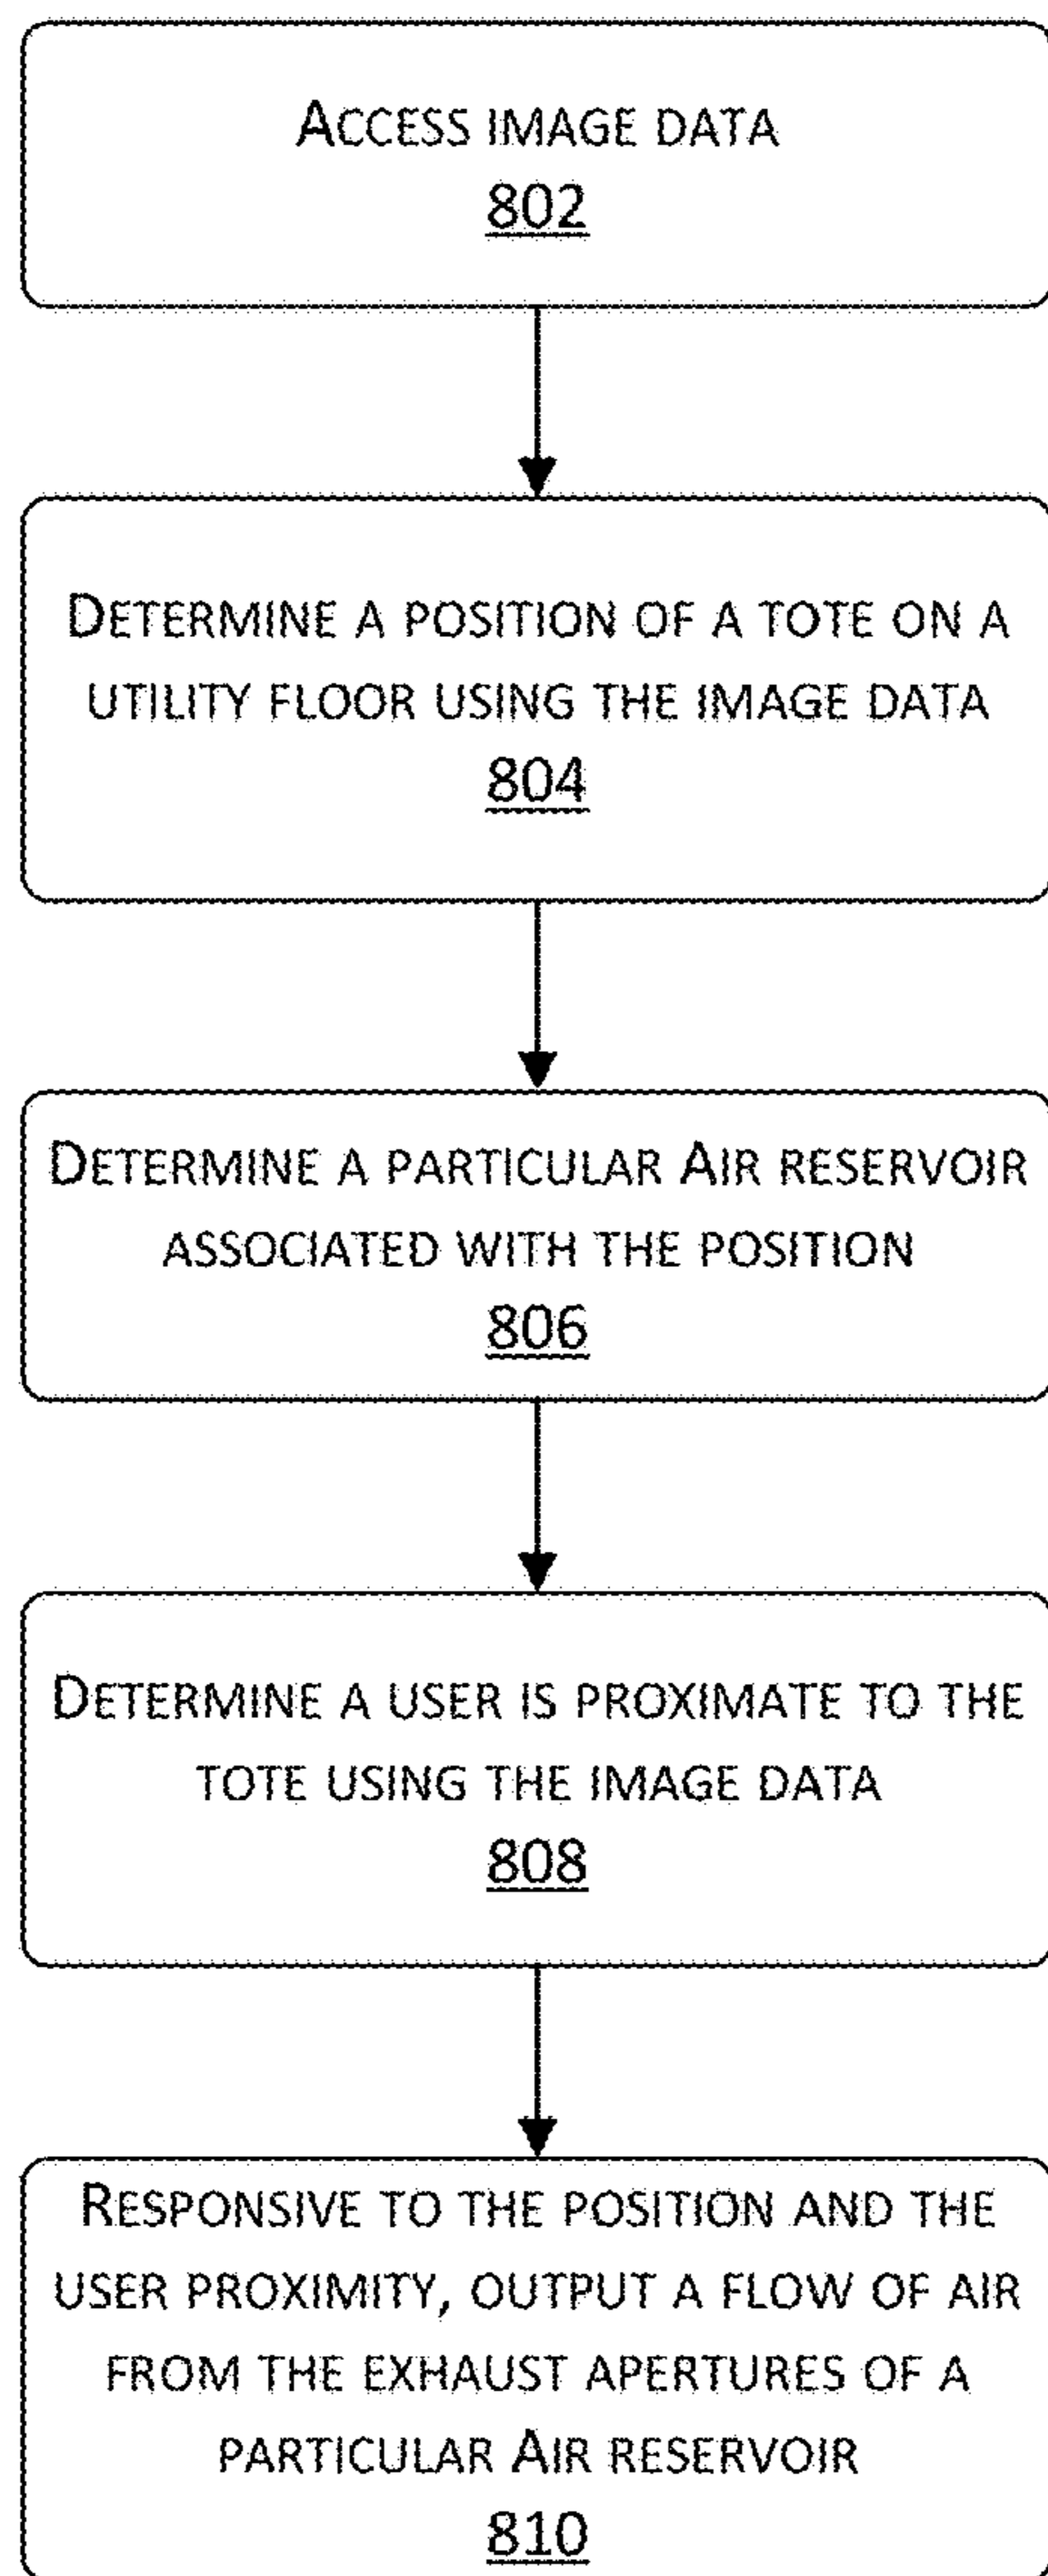 ACCESS IMAGE DATA
802
DETERMINE A POSITION OF A TOTE ON A
UTILITY FLOOR USING THE IMAGE DATA
804
DETERMINE A PARTICULAR AIR RESERVOIR
ASSOCIATED WITH THE POSITION
806
DETERMINE A USER IS PROXIMATE TO THE
TOTE USING THE IMAGE DATA
808
RESPONSIVE TO THE POSITION AND THE
USER PROXIMITY, OUTPUT A FLOW OF AIR
FROM THE EXHAUST APERTURES OF A
PARTICULAR AIR RESERVOIR
810